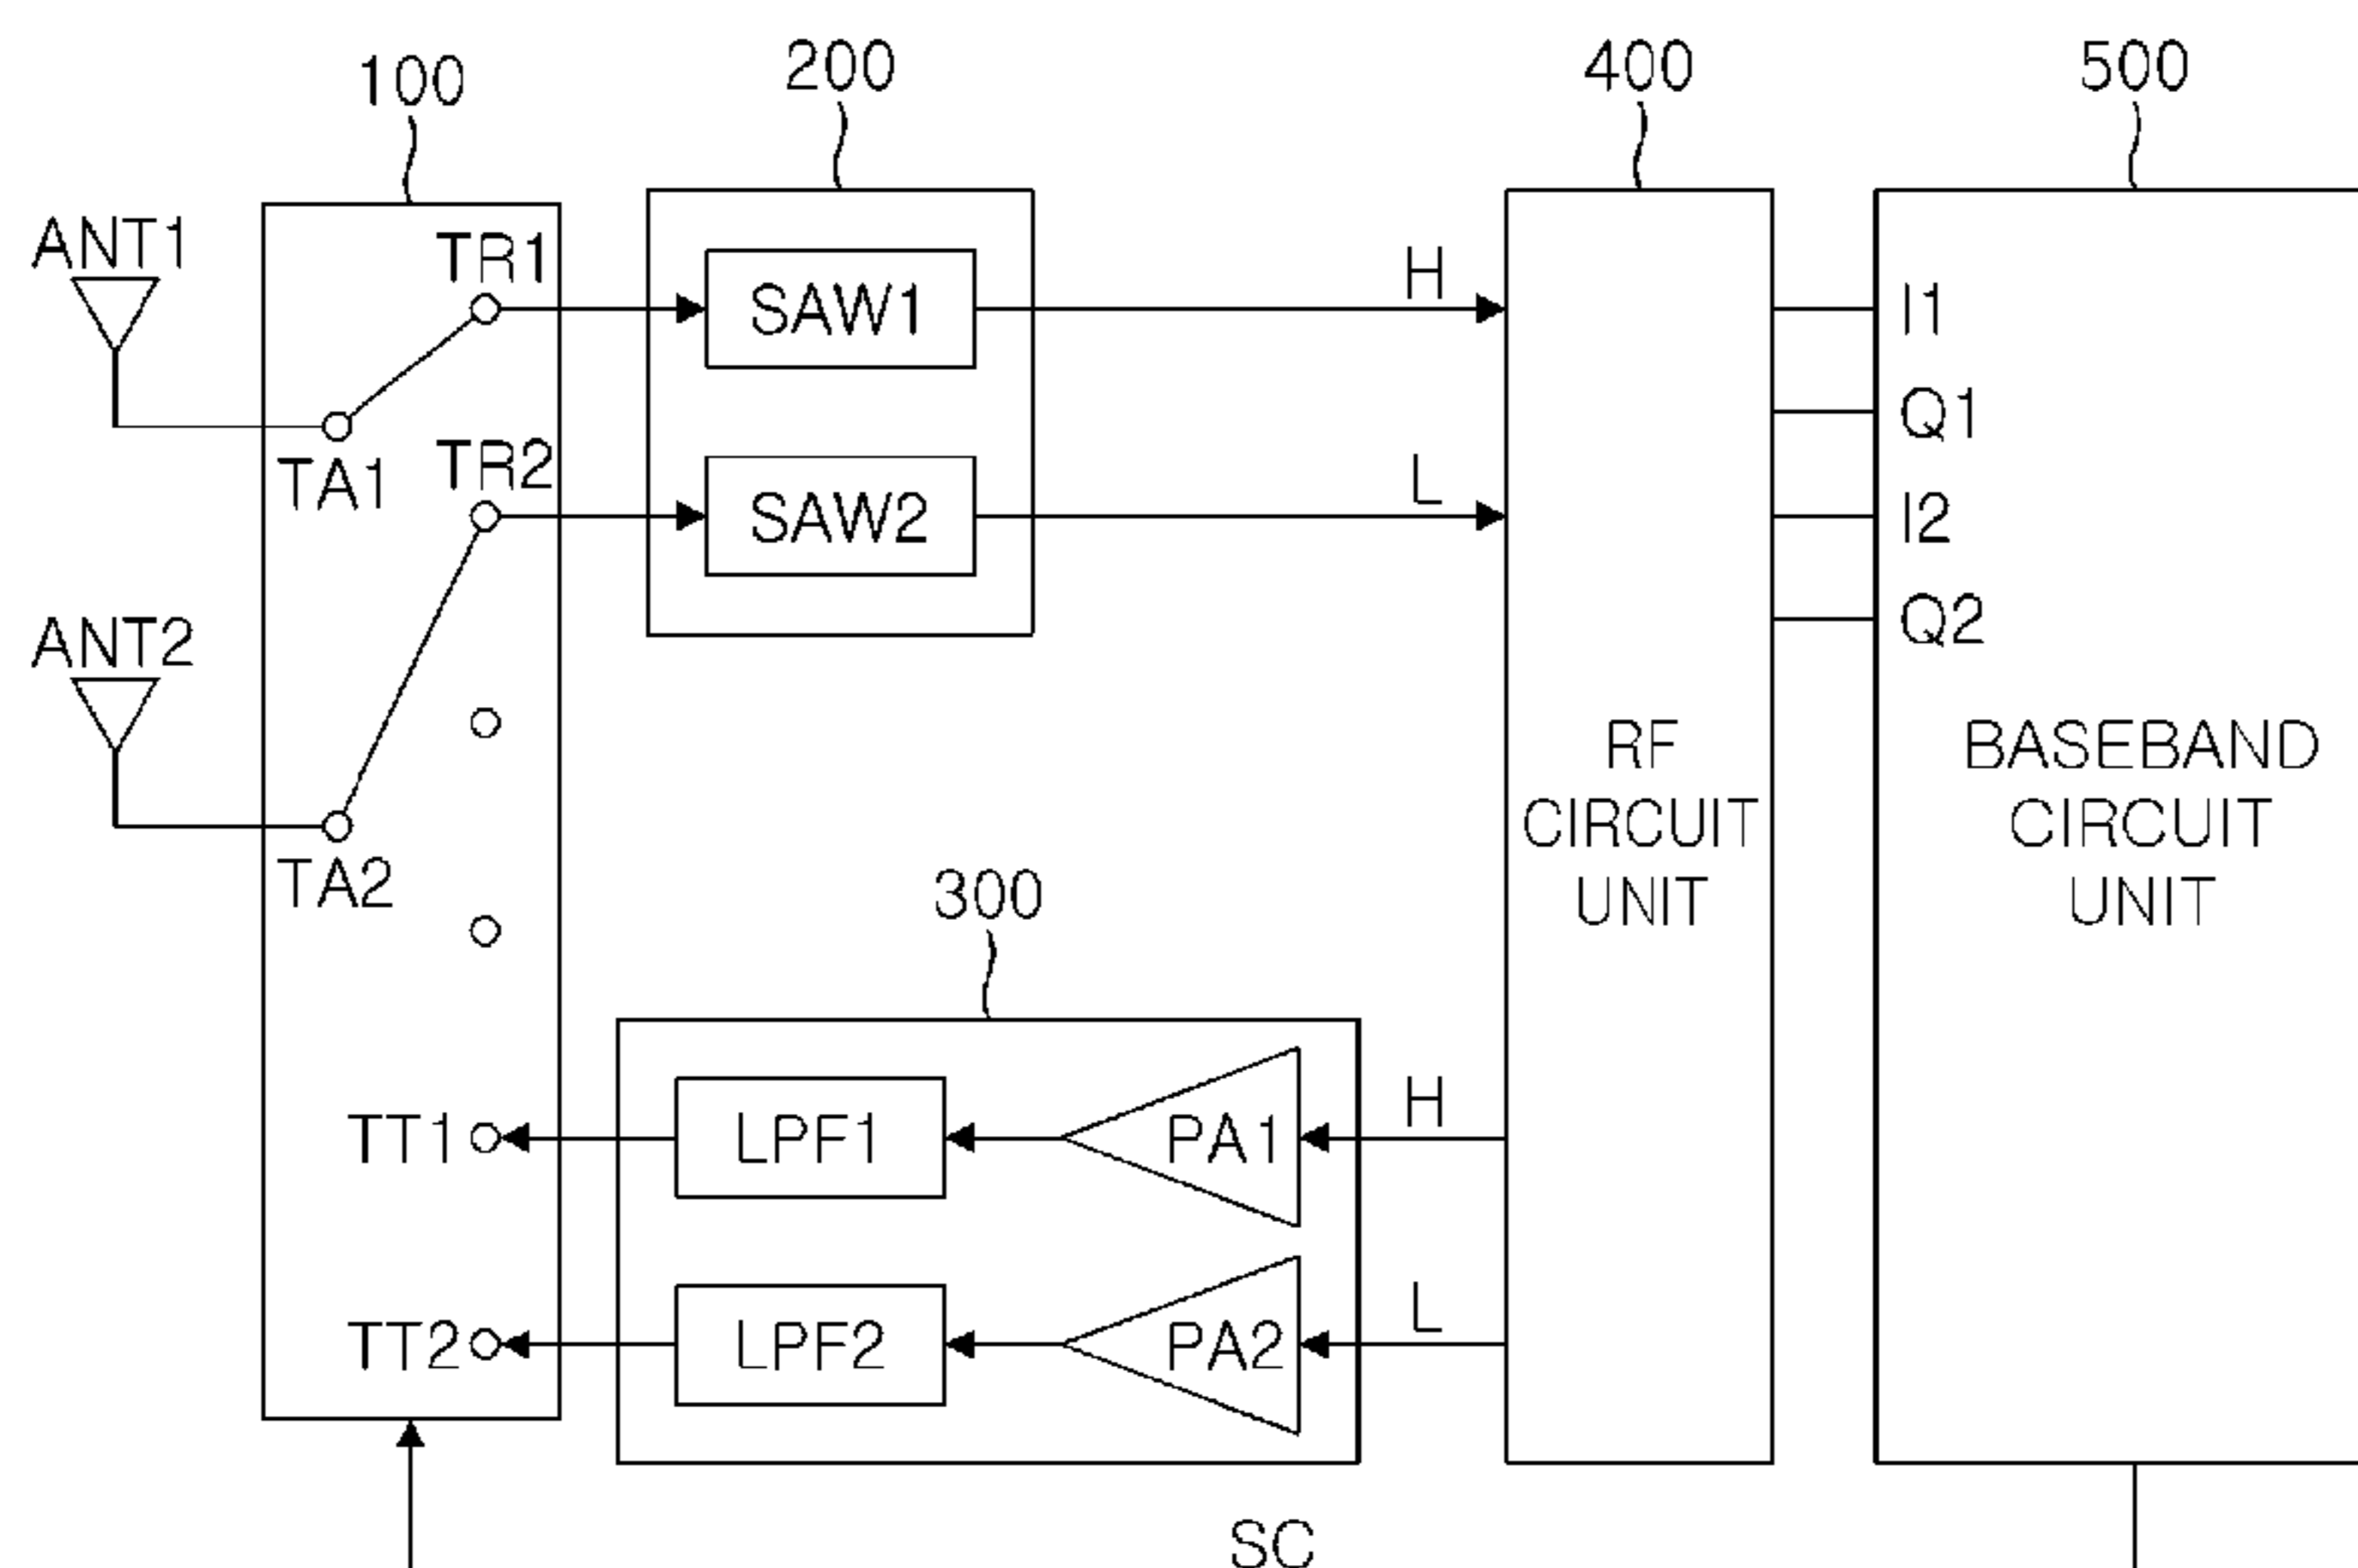 100
200
400
500
ANT1
TR1
SAW1
H
I1
Q1
TA1
TR2
SAW2
L
I2
Q2
ANT2
TA2
RF
CIRCUIT
UNIT
BASEBAND
CIRCUIT
UNIT
300
TT1
LPF1
PA1
H
TT2
LPF2
PA2
L
SC